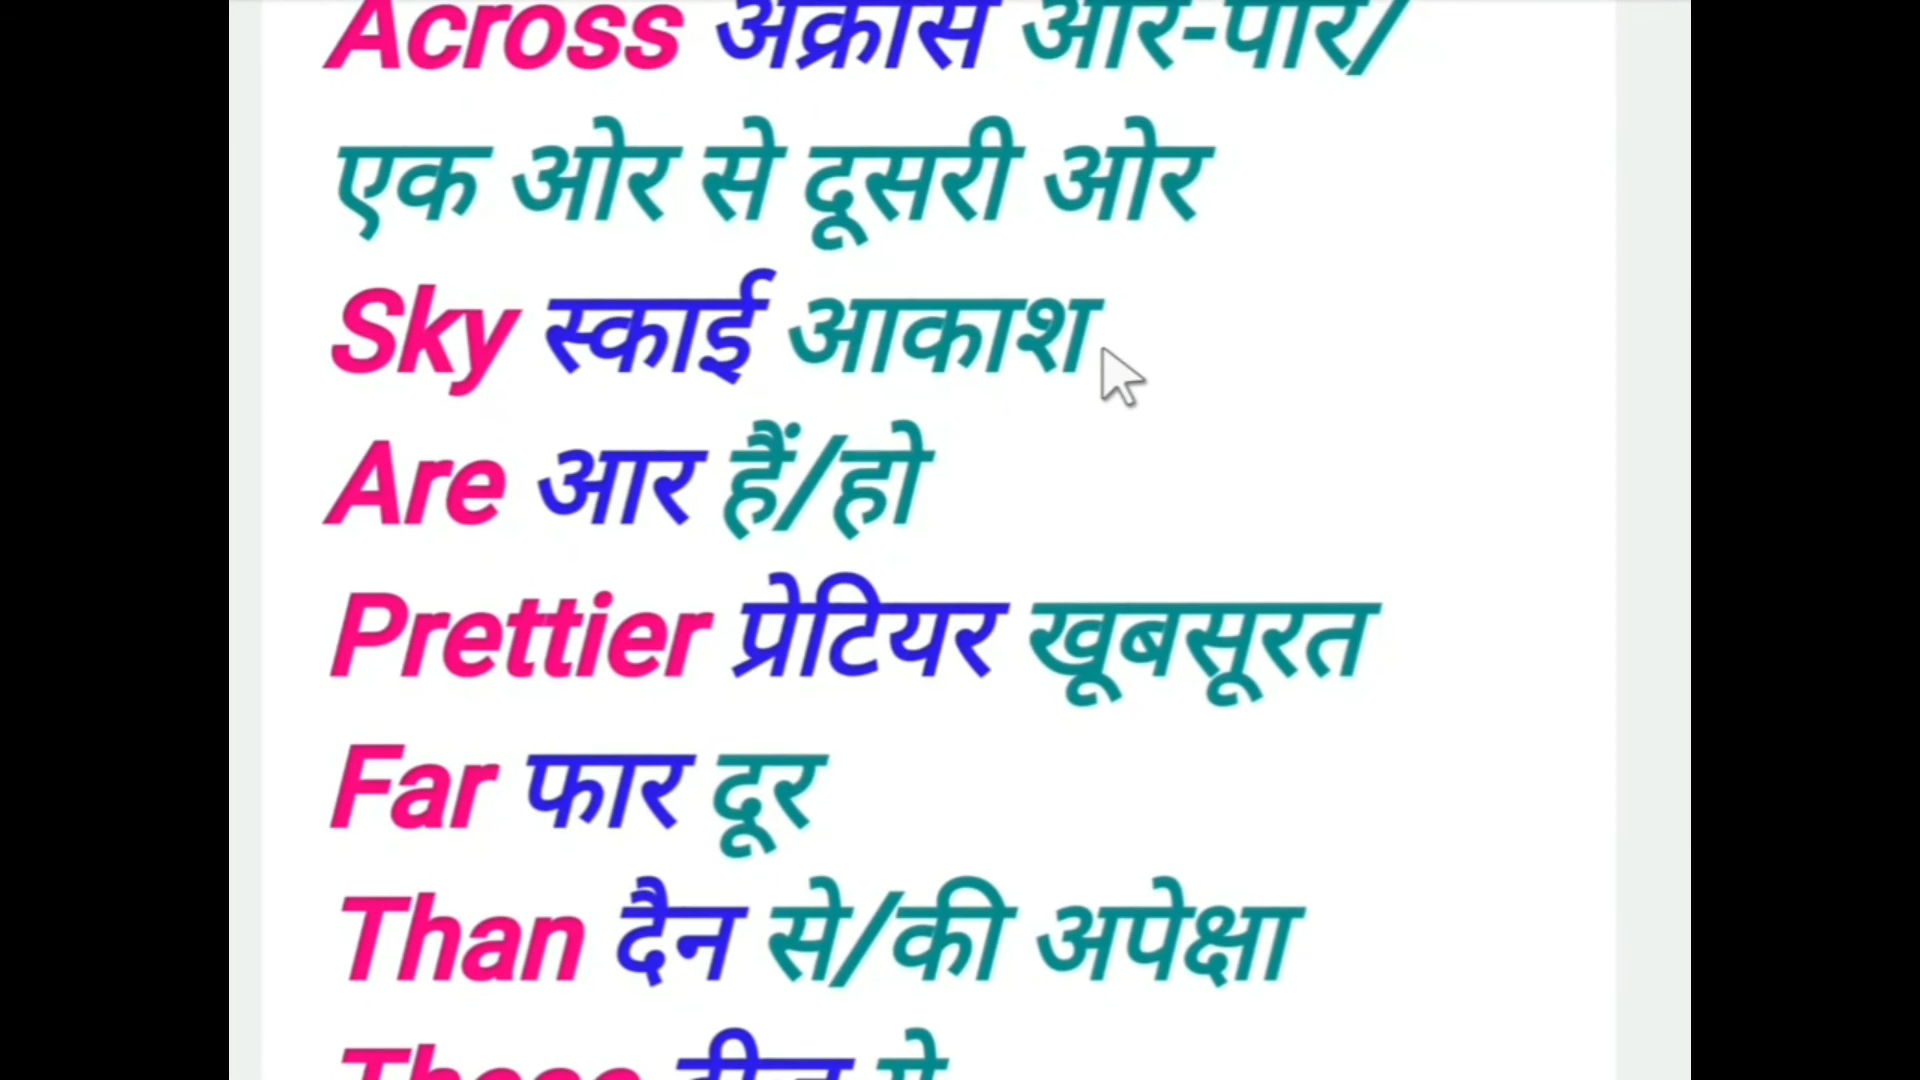 Across अक्रॉस आर-पार/
एक ओर से दूसरी ओर
Sky स्काई आकाश
Are आर हैं/हो
Prettier प्रेटियर खूबसूरत
Far फार दूर
Than दैन से/की अपेक्षा